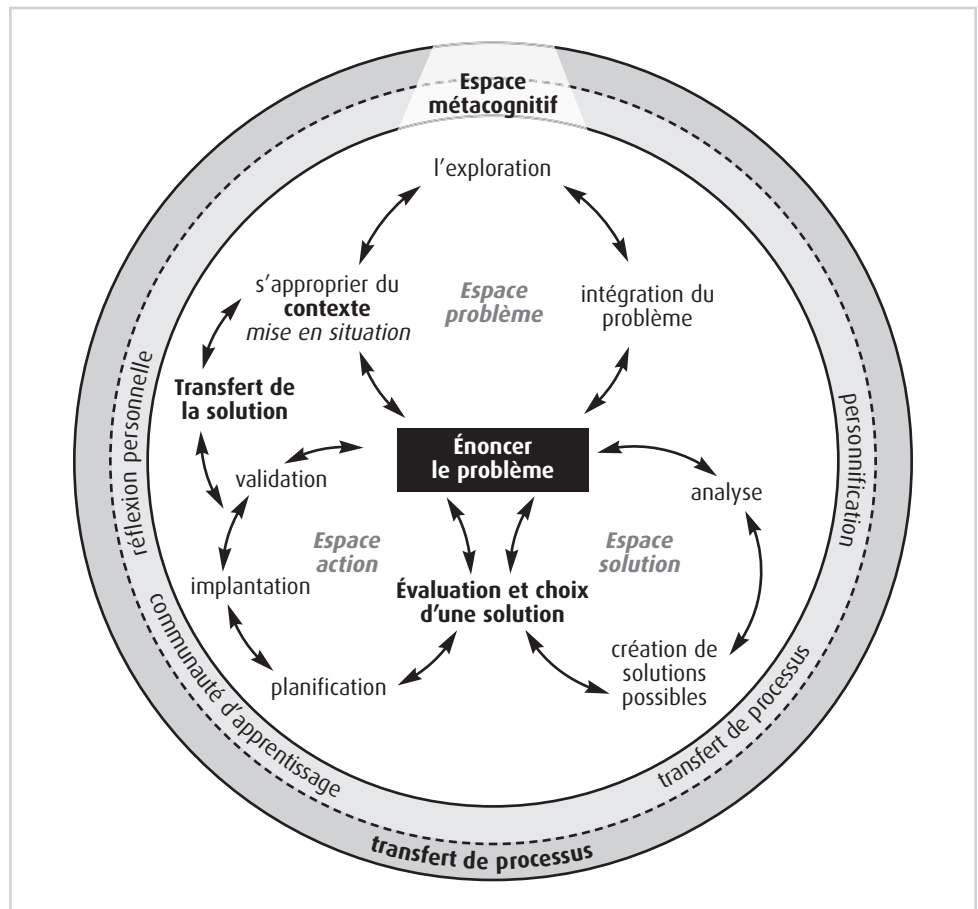 Espace
métacognitif
l'exploration
s'approprier du
contexte
mise en situation
Espace
problème
intégration du
problème
Transfert de
la solution
Énoncer
le problème
validation
analyse
Espace
action
Espace
solution
implantation
Évaluation et choix
d'une solution
planification
création de
solutions
possibles
réflexion personnelle
communauté d'apprentissage
personnification
transfert de processus
transfert de processus